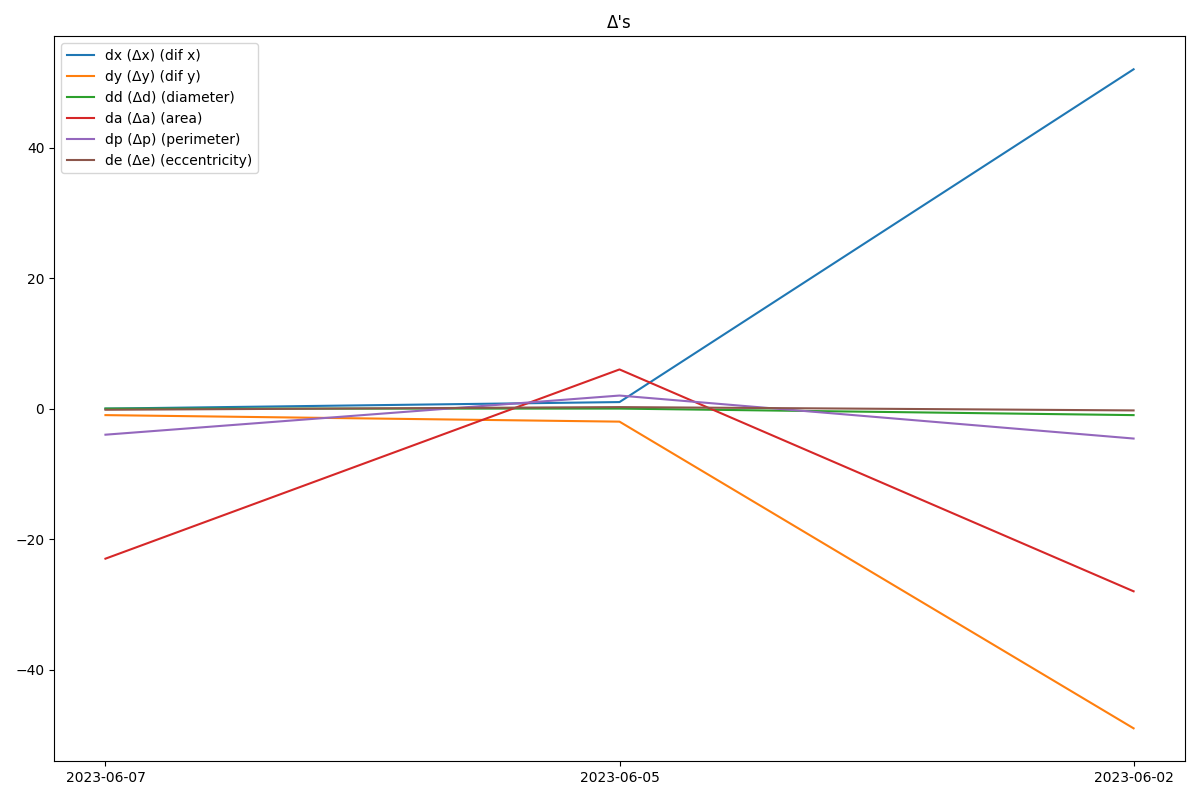 Δ's
dx (Δx) (dif x)
dy (Δy) (dif y)
dd (Δd) (diameter)
da (Δa) (area)
dp (Δp) (perimeter)
de (Δe) (eccentricity)
40
20
0
−20
−40
2023-06-07
2023-06-05
2023-06-02